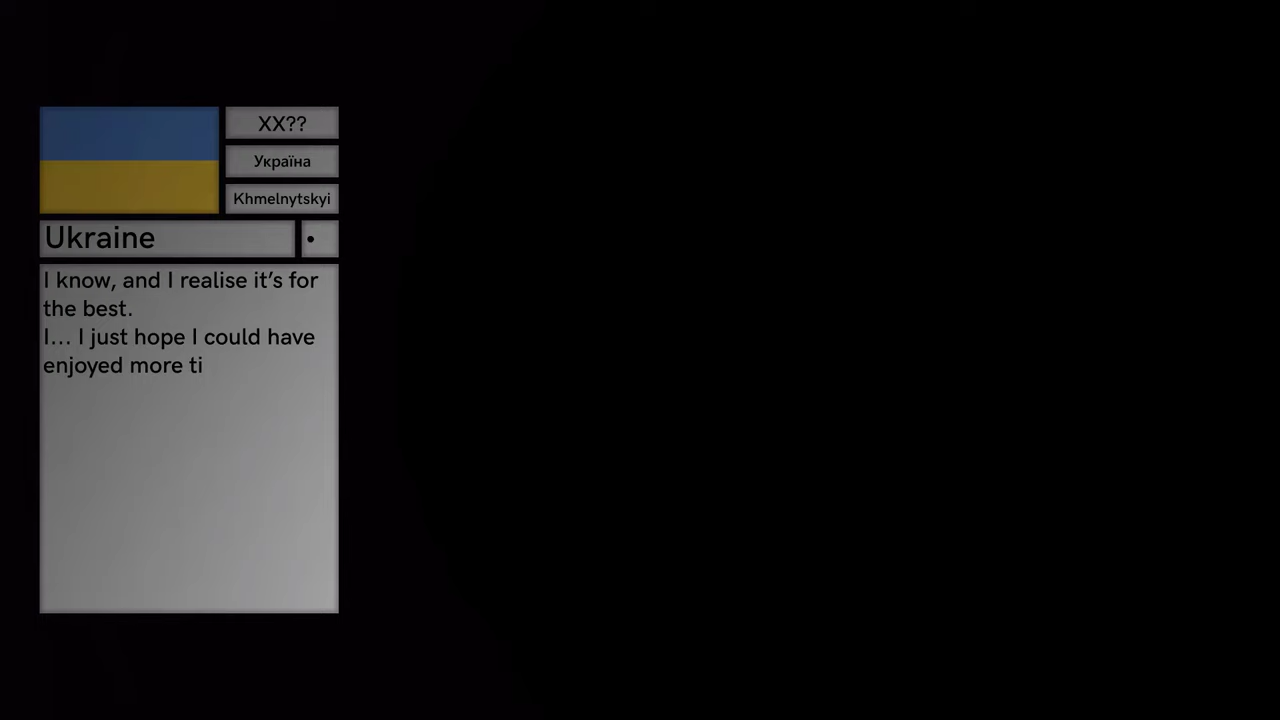 XX??
Україна
Khmelnytskyi
Ukraine
•
I know, and I realise it’s for
the best.
I... I just hope I could have
enjoyed more ti